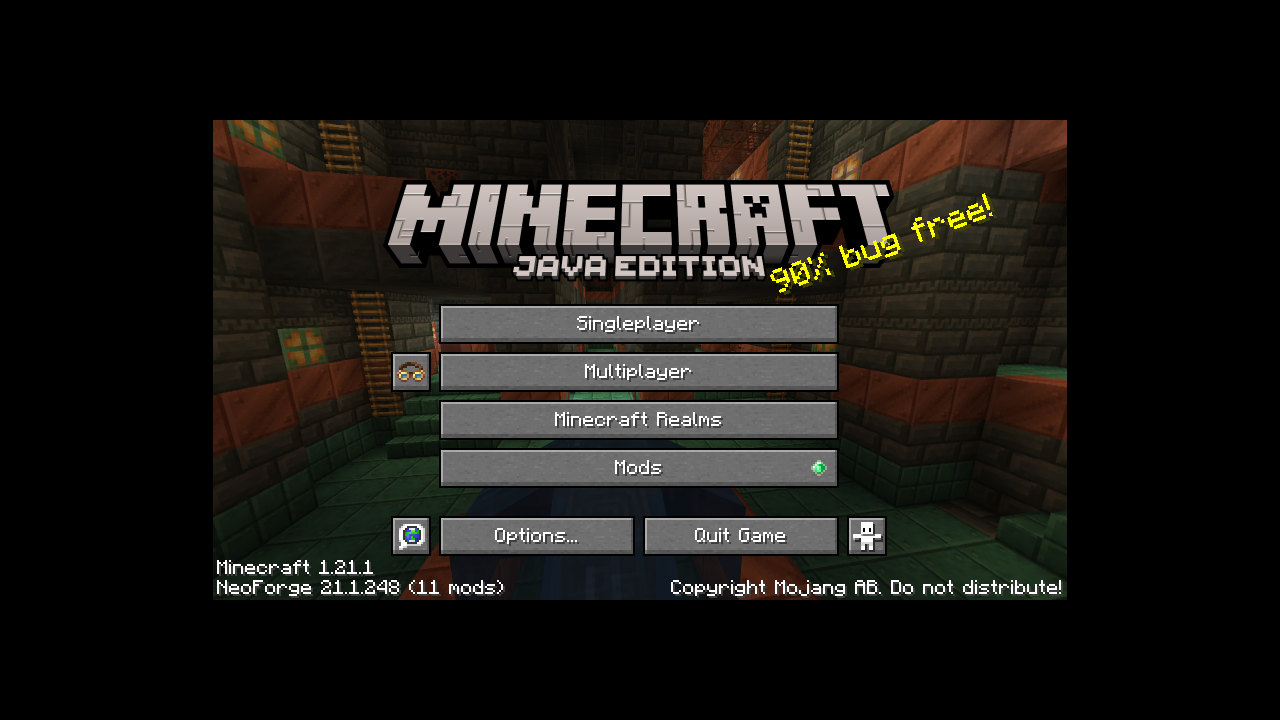 MINECRAFT
JAVA EDITION
90% bug free!
Singleplayer
Multiplayer
Minecraft Realms
Mods
Options...
Quit Game
Minecraft 1.21.1
NeoForge 21.1.248 (11 mods)
Copyright Mojang AB. Do not distribute!